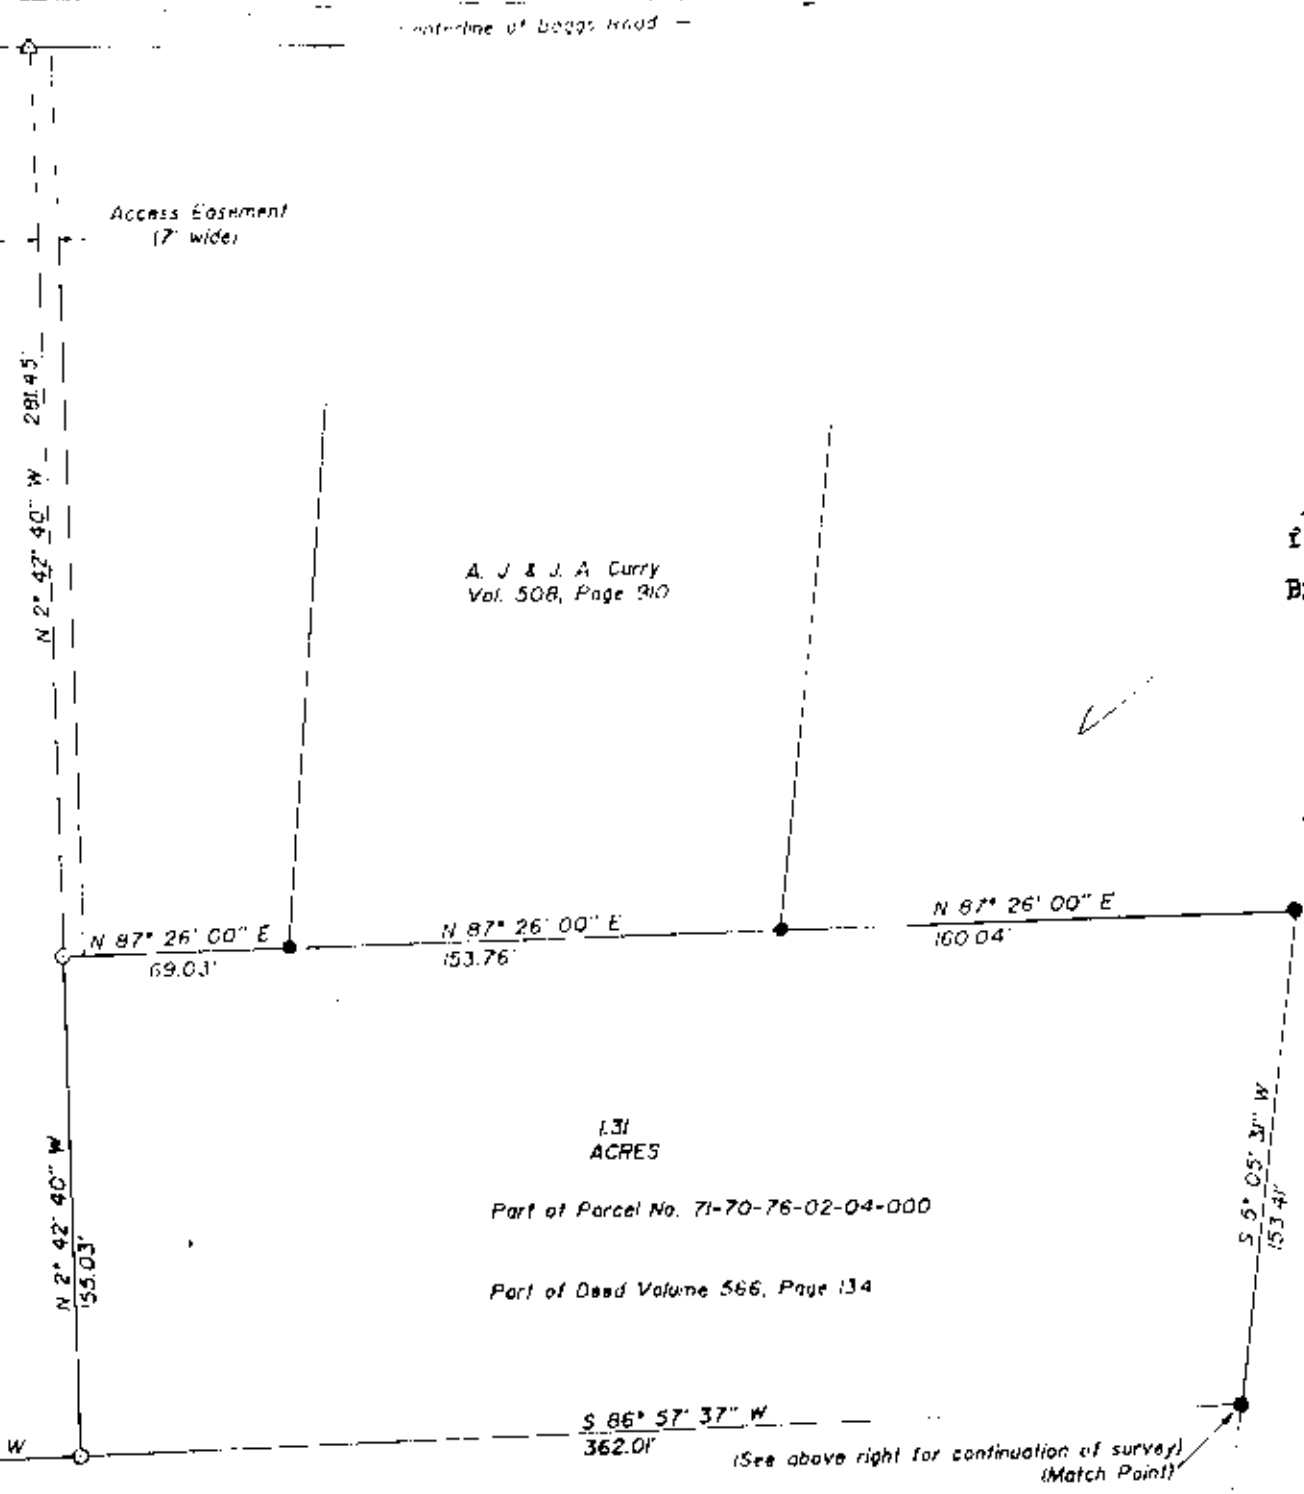 Centerline of Beggs Road
Access Easement
(7' wide)
N 2° 42' 40" W 281.45'
A. J. & J. A. Curry
Vol. 508, Page 910
N 87° 26' 00" E
69.03'
N 87° 26' 00" E
153.76'
N 87° 26' 00" E
160.04'
1.31
ACRES
Part of Parcel No. 71-70-76-02-04-000
Part of Deed Volume 566, Page 134
N 2° 42' 40" W
155.03'
S 6° 05' 31" W
153.41'
S 86° 57' 37" W
362.01'
W
(See above right for continuation of survey)
(Match Point)